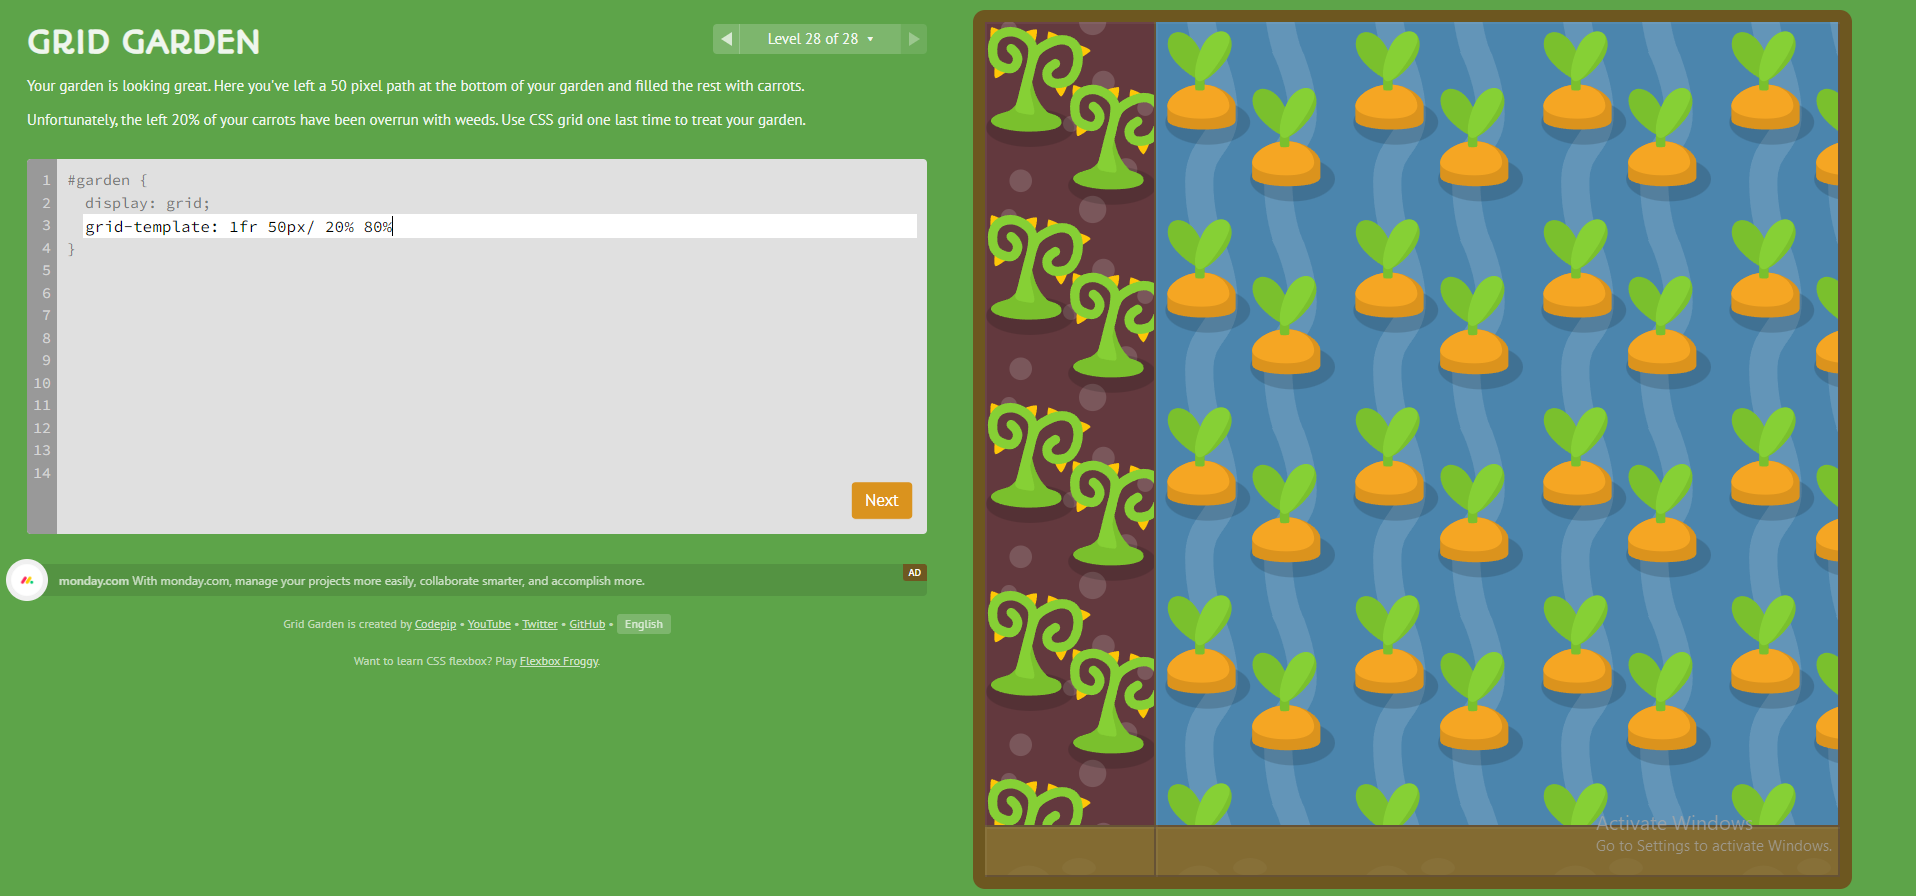 GRID GARDEN
◀ Level 28 of 28 ▾ ▶
Your garden is looking great. Here you've left a 50 pixel path at the bottom of your garden and filled the rest with carrots.
Unfortunately, the left 20% of your carrots have been overrun with weeds. Use CSS grid one last time to treat your garden.
1 #garden {
2 display: grid;
3 grid-template: 1fr 50px/ 20% 80%
4 }
5
6
7
8
9
10
11
12
13
14
Next
monday.com With monday.com, manage your projects more easily, collaborate smarter, and accomplish more.
AD
Grid Garden is created by Codepip • YouTube • Twitter • GitHub • English
Want to learn CSS flexbox? Play Flexbox Froggy.
Activate Windows
Go to Settings to activate Windows.